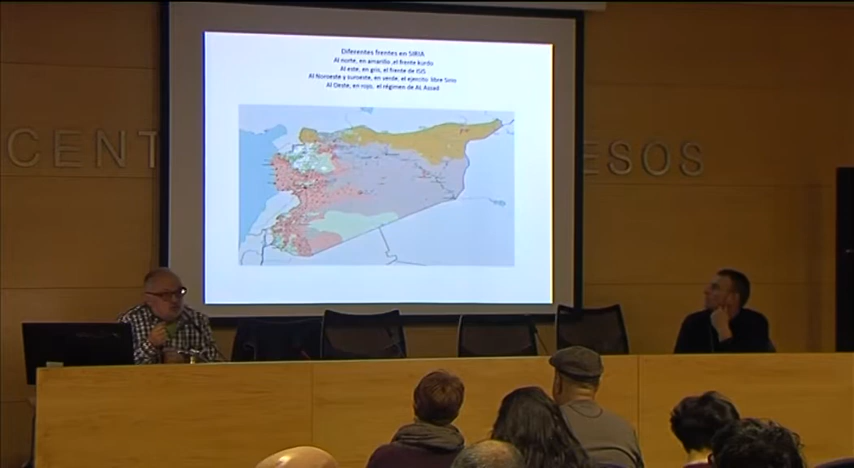 Diferentes frentes en SIRIA
Al norte, en amarillo, el frente kurdo
Al este, en gris, el frente de ISIS
Al Noroeste y suroeste, en verde, el ejercito libre Sirio
Al Oeste, en rojo, el régimen de AL Assad
CENT
SOS